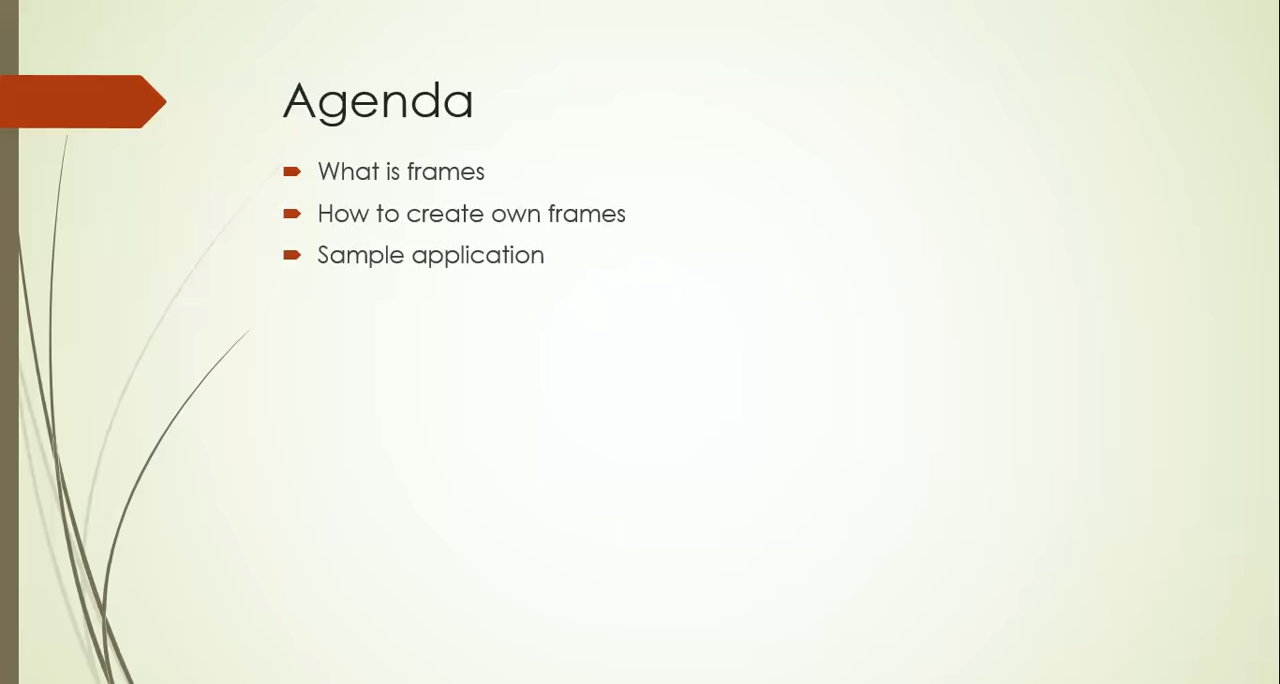 Agenda
What is frames
How to create own frames
Sample application